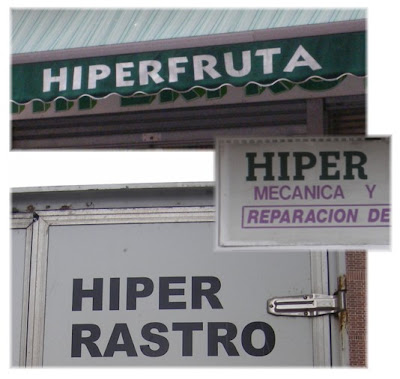 HIPERFRUTA
HIPER
MECANICA Y
REPARACION DE
HIPER
RASTRO